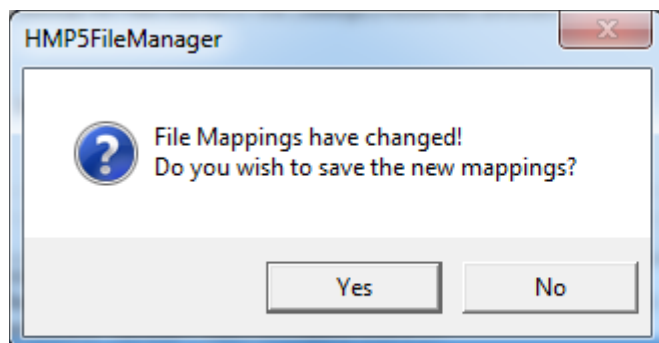 HMP5FileManager
File Mappings have changed!
Do you wish to save the new mappings?
Yes
No